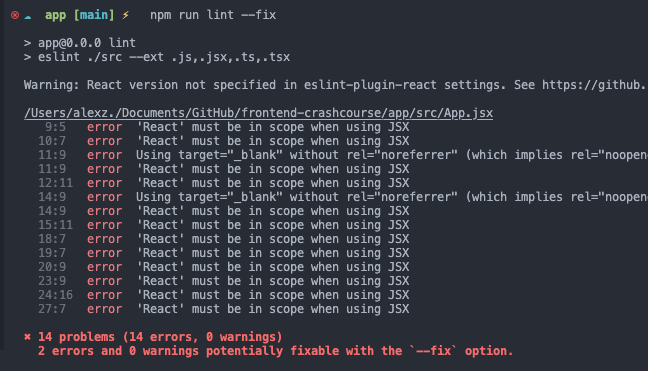 app [main] ⚡ npm run lint --fix
> app@0.0.0 lint
> eslint ./src --ext .js,.jsx,.ts,.tsx
Warning: React version not specified in eslint-plugin-react settings. See https://github.
/Users/alexz./Documents/GitHub/frontend-crashcourse/app/src/App.jsx
9:5 error 'React' must be in scope when using JSX
10:7 error 'React' must be in scope when using JSX
11:9 error Using target="_blank" without rel="noreferrer" (which implies rel="noopen
11:9 error 'React' must be in scope when using JSX
12:11 error 'React' must be in scope when using JSX
14:9 error Using target="_blank" without rel="noreferrer" (which implies rel="noopen
14:9 error 'React' must be in scope when using JSX
15:11 error 'React' must be in scope when using JSX
18:7 error 'React' must be in scope when using JSX
19:7 error 'React' must be in scope when using JSX
20:9 error 'React' must be in scope when using JSX
23:9 error 'React' must be in scope when using JSX
24:16 error 'React' must be in scope when using JSX
27:7 error 'React' must be in scope when using JSX
✖ 14 problems (14 errors, 0 warnings)
2 errors and 0 warnings potentially fixable with the `--fix` option.